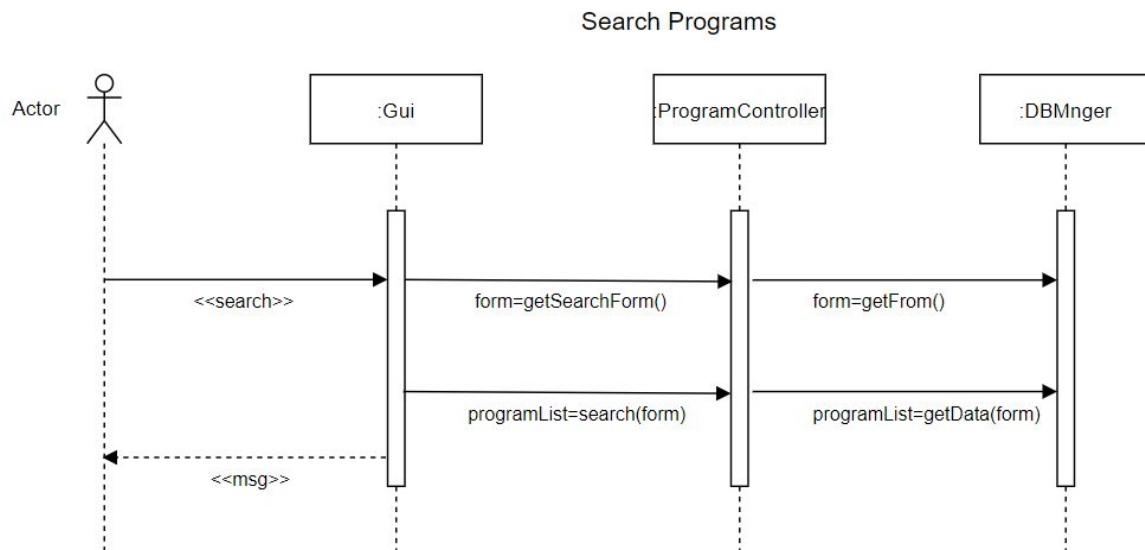 Search Programs
Actor
:Gui
:ProgramController
:DBMnger
<<search>>
form=getSearchForm()
form=getFrom()
programList=search(form)
programList=getData(form)
<<msg>>